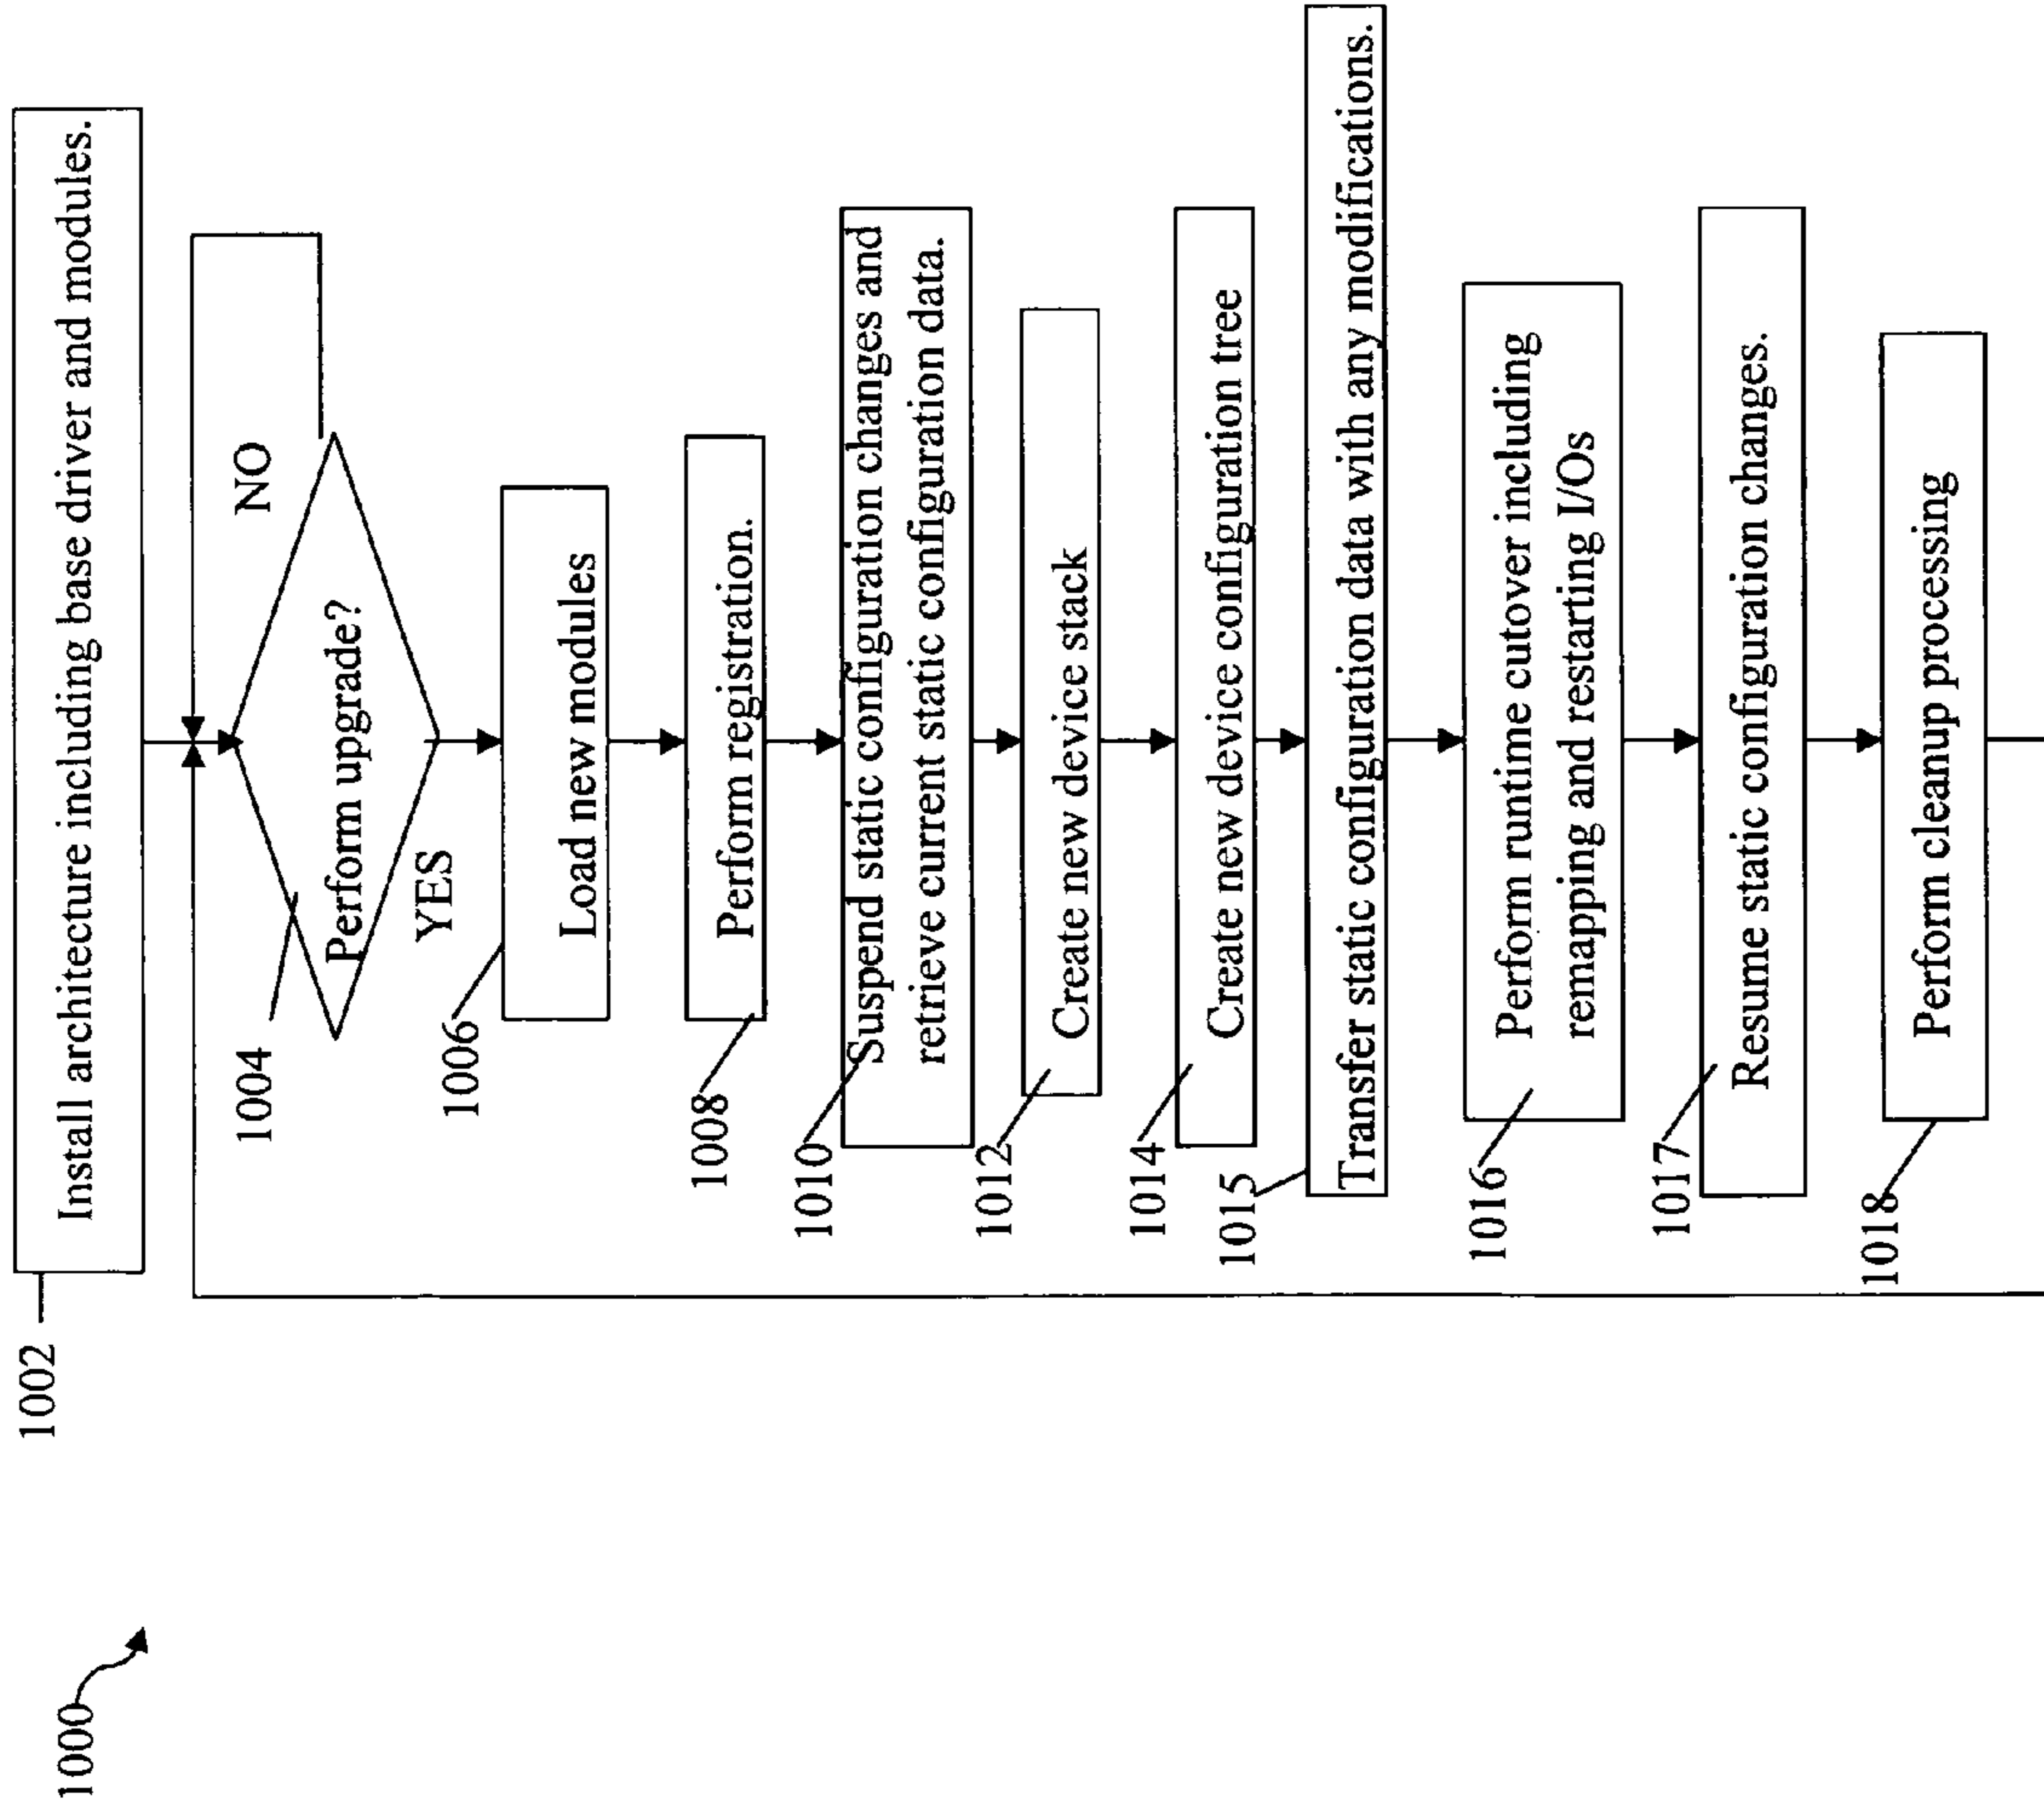 1000
1002
Install architecture including base driver and modules.
1004
Perform upgrade?
NO
YES
1006
Load new modules
1008
Perform registration.
1010
Suspend static configuration changes and
retrieve current static configuration data.
1012
Create new device stack
1014
Create new device configuration tree
1015
Transfer static configuration data with any modifications.
1016
Perform runtime cutover including
remapping and restarting I/Os
1017
Resume static configuration changes.
1018
Perform cleanup processing